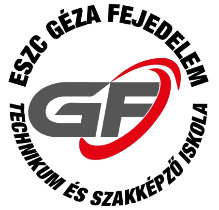 ESZC GÉZA FEJEDELEM
GF
TECHNIKUM ÉS SZAKKÉPZŐ ISKOLA